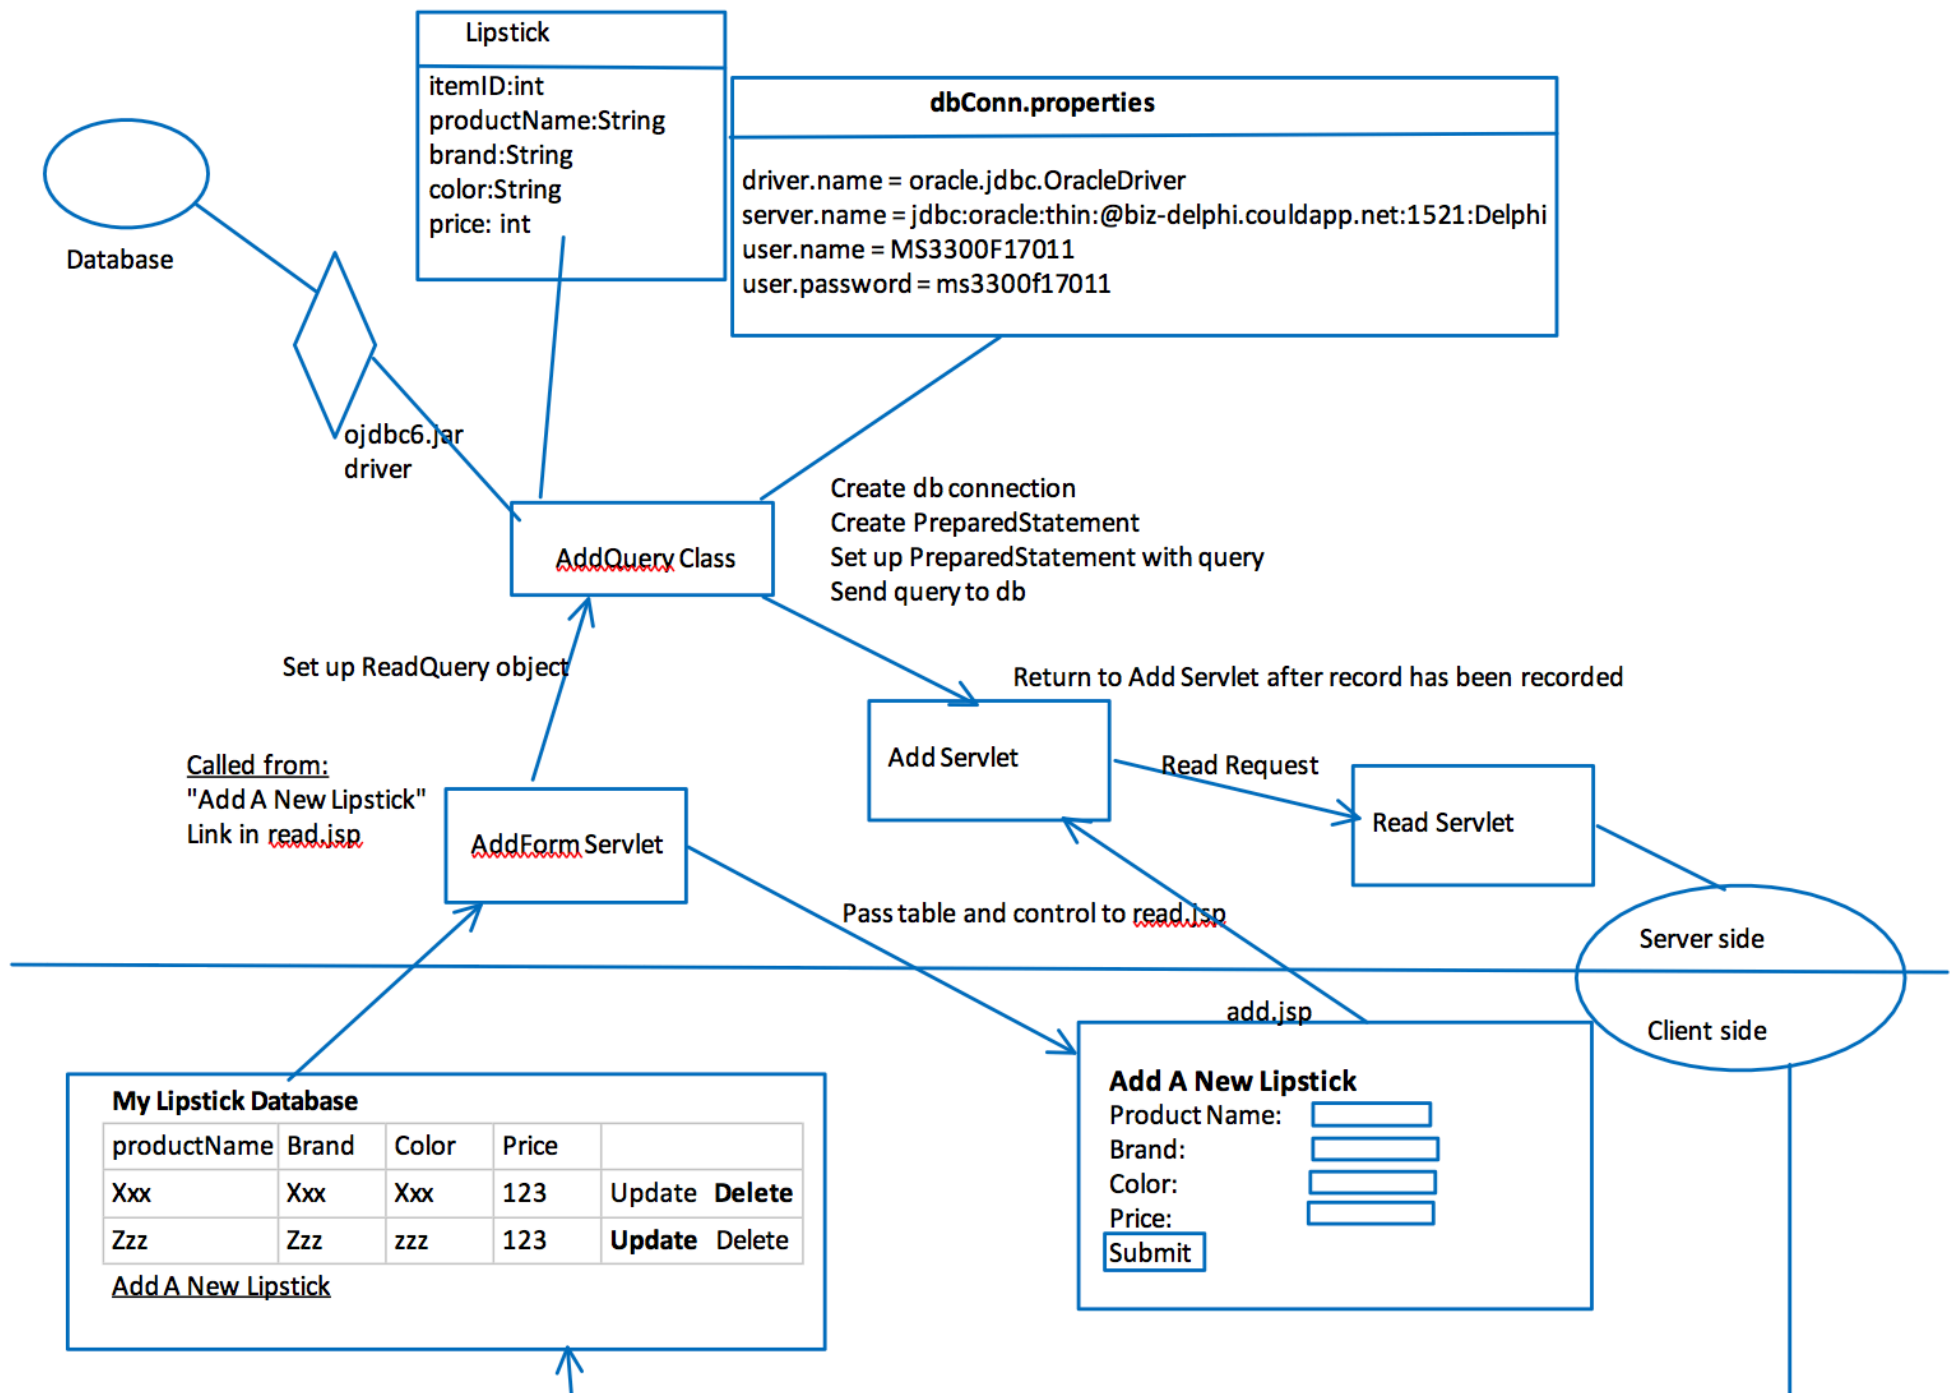 Lipstick
itemID:int
productName:String
brand:String
color:String
price: int
dbConn.properties
driver.name = oracle.jdbc.OracleDriver
server.name = jdbc:oracle:thin:@biz-delphi.couldapp.net:1521:Delphi
user.name = MS3300F17011
user.password = ms3300f17011
Database
ojdbc6.jar
driver
AddQuery Class
Create db connection
Create PreparedStatement
Set up PreparedStatement with query
Send query to db
Set up ReadQuery object
Return to Add Servlet after record has been recorded
Add Servlet
Read Request
Read Servlet
Called from:
"Add A New Lipstick"
Link in read.jsp
AddForm Servlet
Pass table and control to read.jsp
Server side
Client side
add.jsp
Add A New Lipstick
Product Name:
Brand:
Color:
Price:
Submit
My Lipstick Database
productName Brand Color Price
Xxx Xxx Xxx 123 Update Delete
Zzz Zzz zzz 123 Update Delete
Add A New Lipstick